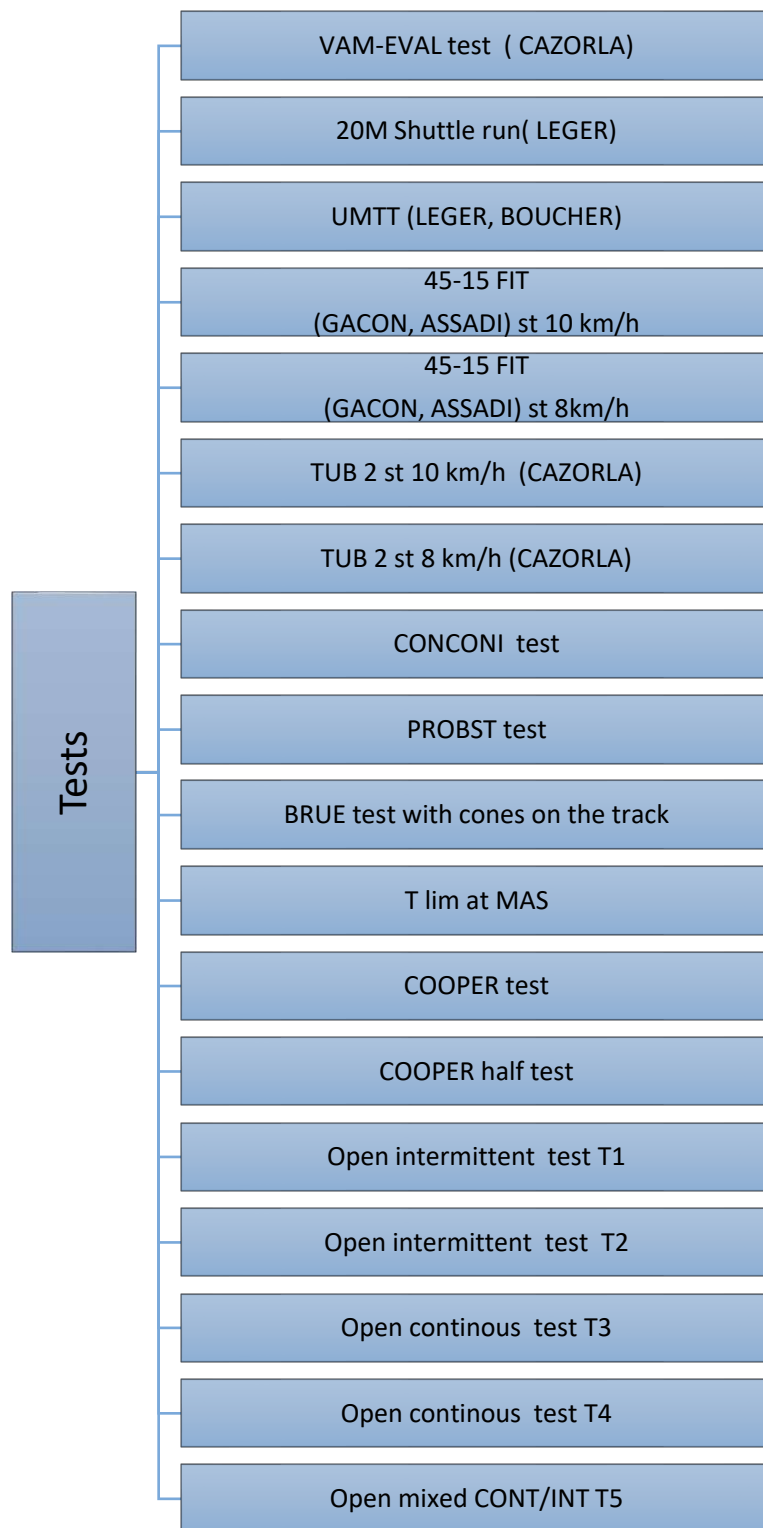 Tests
VAM-EVAL test ( CAZORLA)
20M Shuttle run( LEGER)
UMTT (LEGER, BOUCHER)
45-15 FIT
(GACON, ASSADI) st 10 km/h
45-15 FIT
(GACON, ASSADI) st 8km/h
TUB 2 st 10 km/h (CAZORLA)
TUB 2 st 8 km/h (CAZORLA)
CONCONI test
PROBST test
BRUE test with cones on the track
T lim at MAS
COOPER test
COOPER half test
Open intermittent test T1
Open intermittent test T2
Open continous test T3
Open continous test T4
Open mixed CONT/INT T5